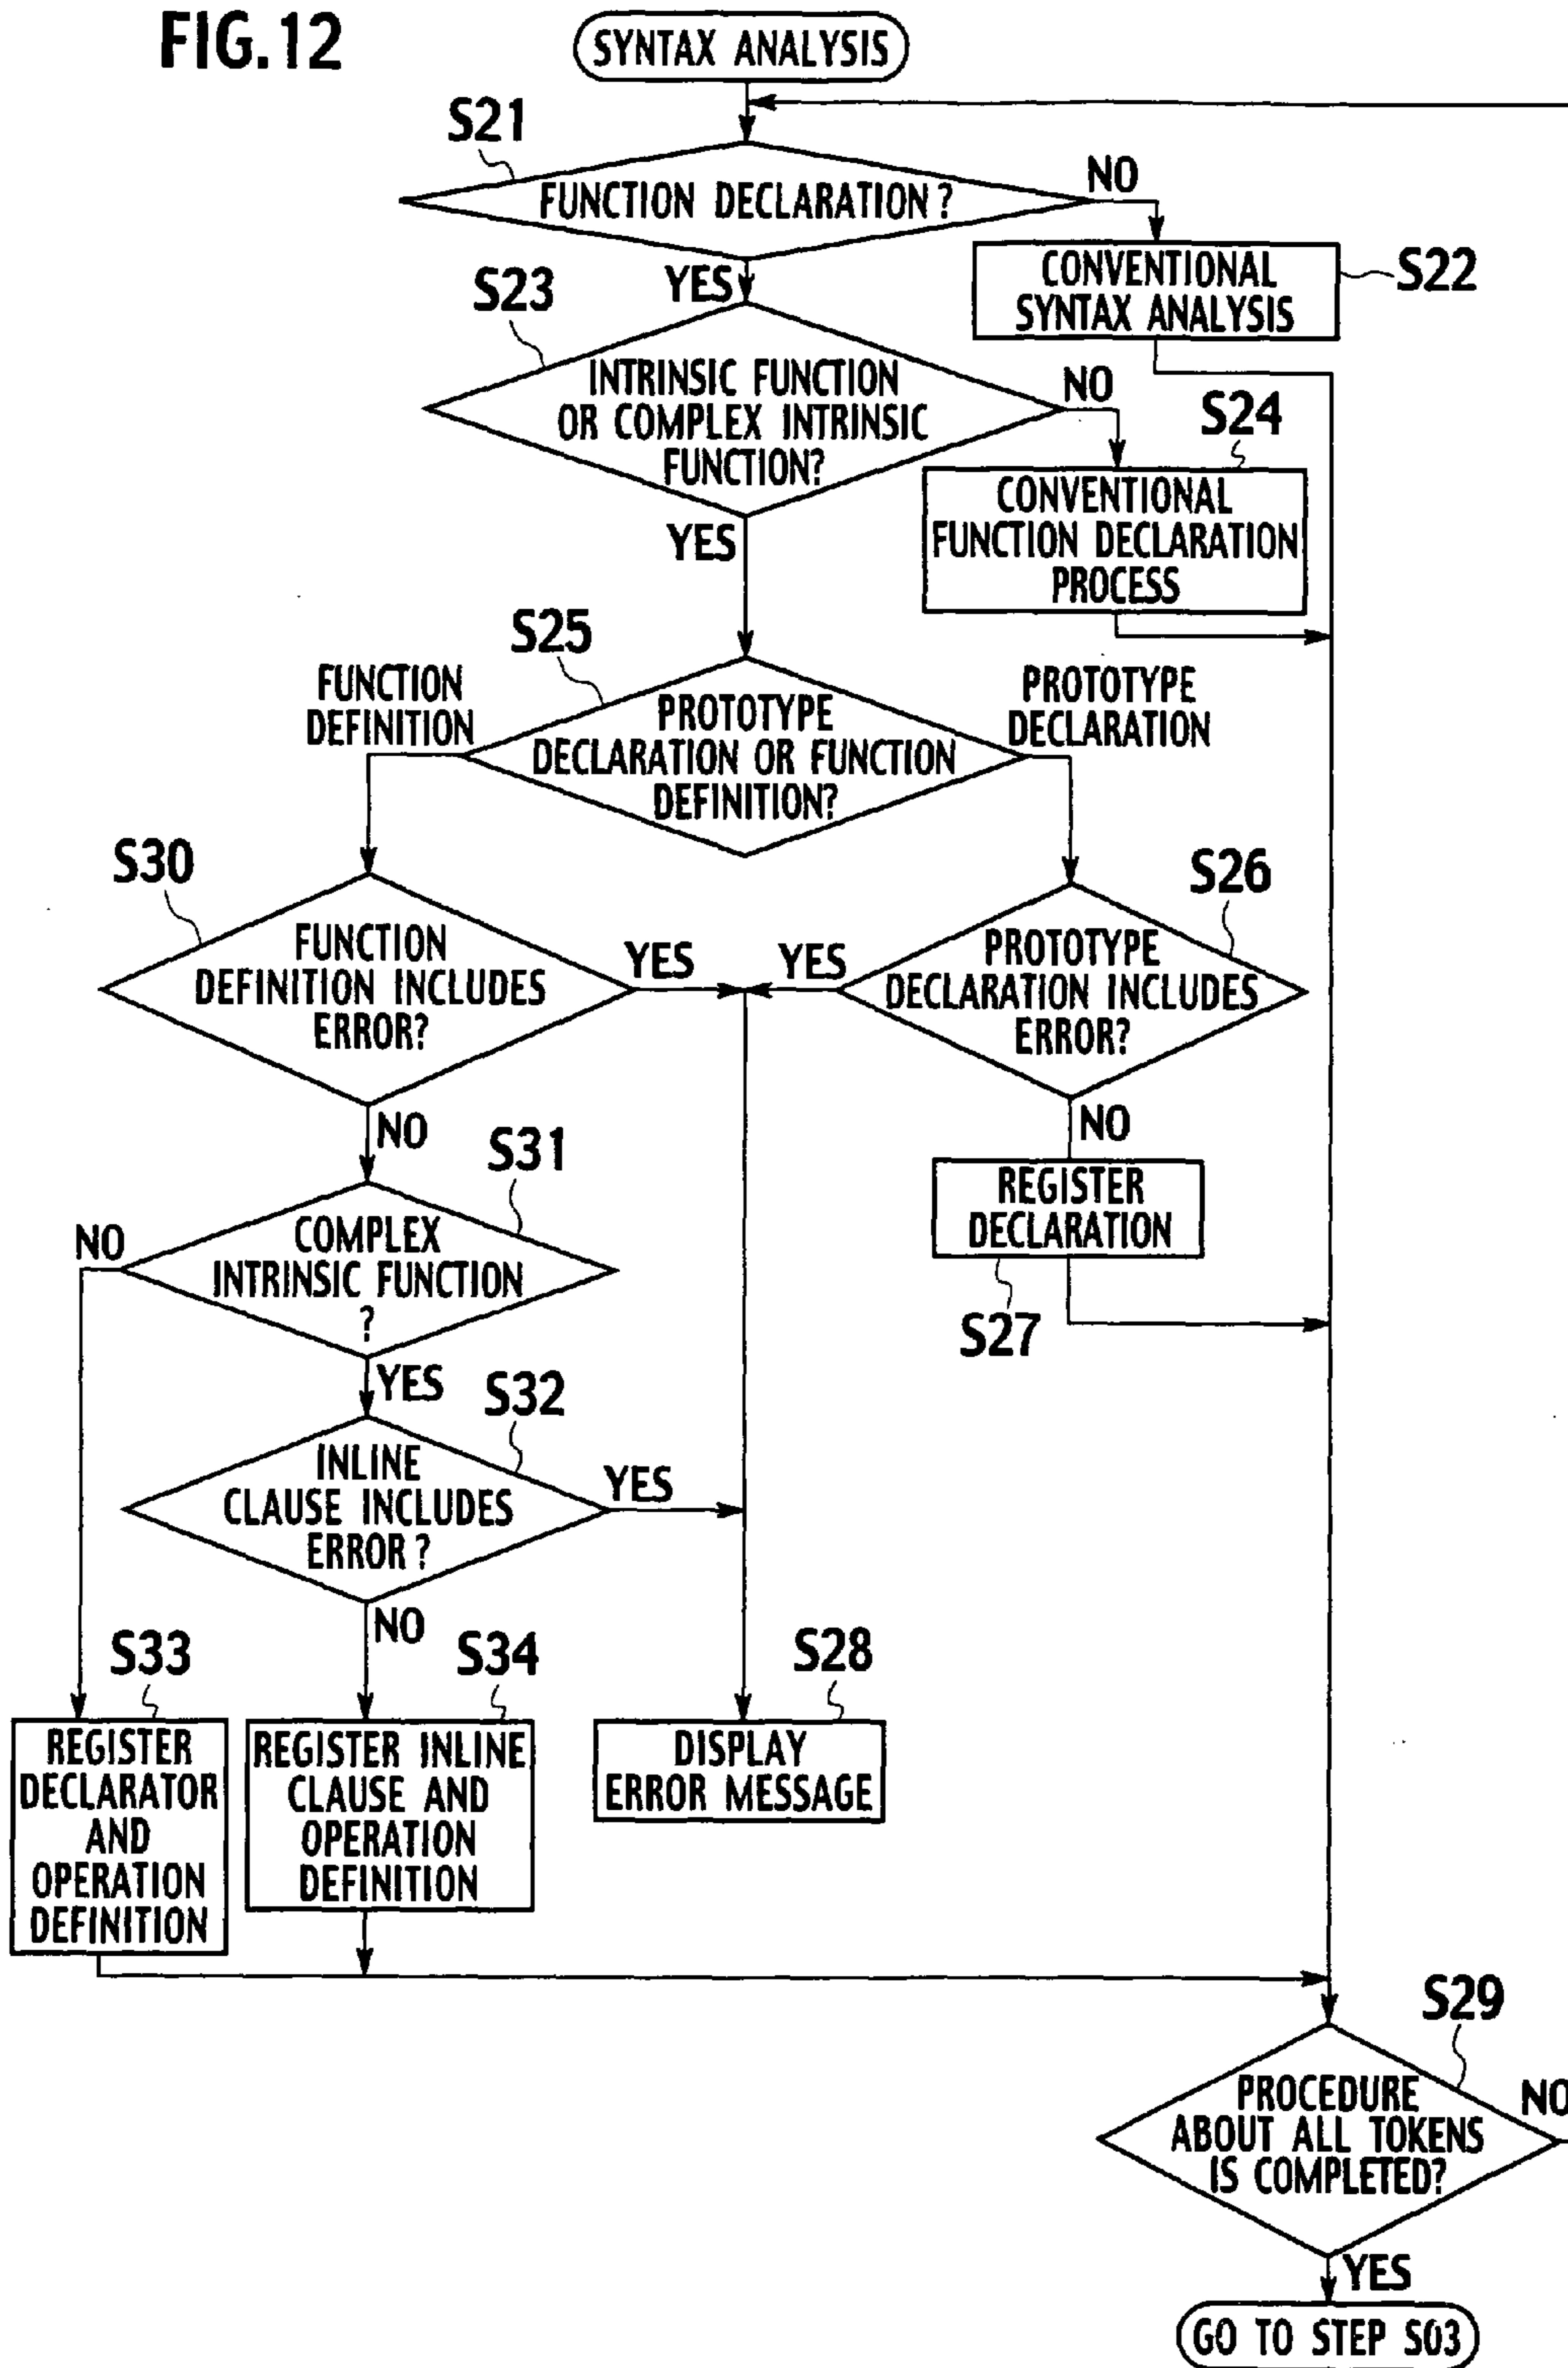 FIG.12
SYNTAX ANALYSIS
S21
FUNCTION DECLARATION?
NO
YES
CONVENTIONAL
SYNTAX ANALYSIS
S22
S23
INTRINSIC FUNCTION
OR COMPLEX INTRINSIC
FUNCTION?
NO
YES
S24
CONVENTIONAL
FUNCTION DECLARATION
PROCESS
S25
FUNCTION
DEFINITION
PROTOTYPE
DECLARATION OR FUNCTION
DEFINITION?
PROTOTYPE
DECLARATION
S30
FUNCTION
DEFINITION INCLUDES
ERROR?
YES
NO
S26
YES
PROTOTYPE
DECLARATION INCLUDES
ERROR?
NO
REGISTER
DECLARATION
S27
S31
NO
COMPLEX
INTRINSIC FUNCTION
?
YES
S32
INLINE
CLAUSE INCLUDES
ERROR?
YES
NO
S33
REGISTER
DECLARATOR
AND
OPERATION
DEFINITION
S34
REGISTER INLINE
CLAUSE AND
OPERATION
DEFINITION
S28
DISPLAY
ERROR MESSAGE
S29
PROCEDURE
ABOUT ALL TOKENS
IS COMPLETED?
NO
YES
GO TO STEP S03